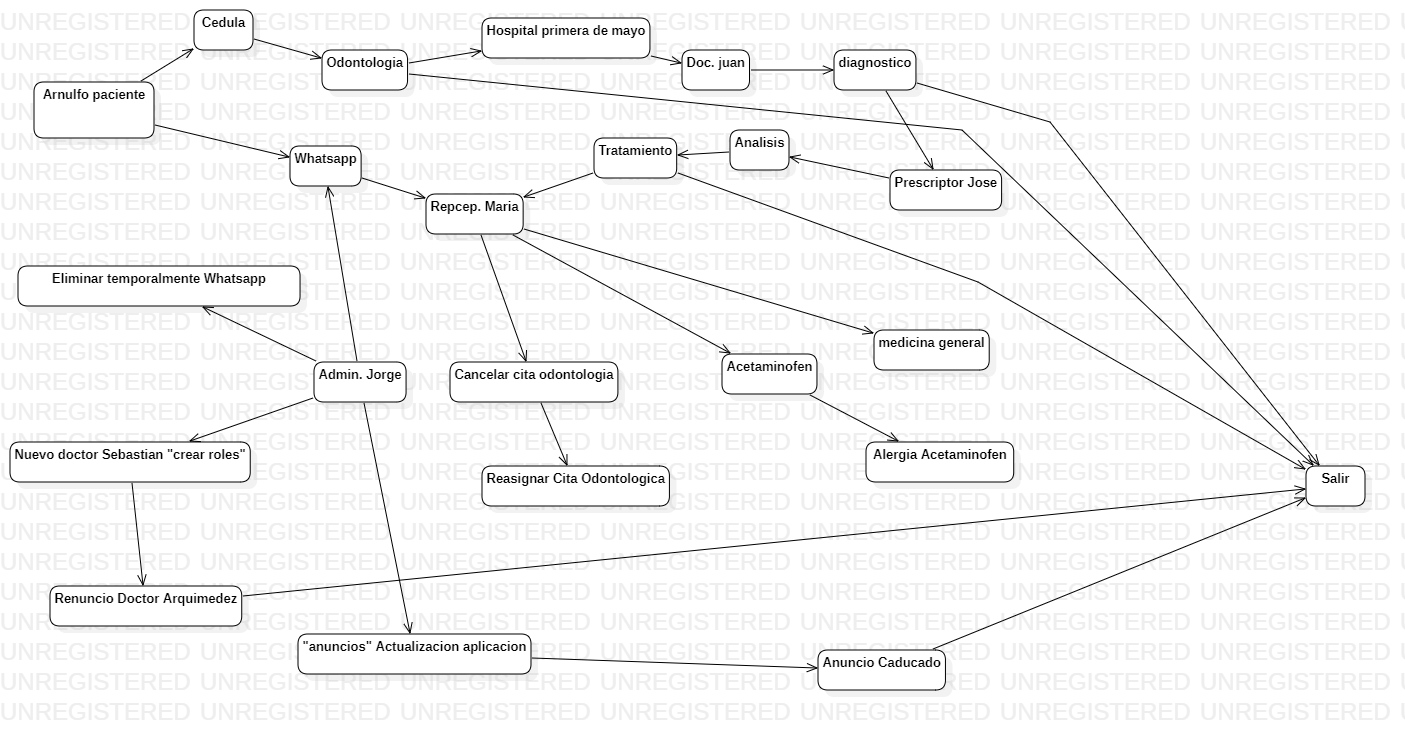 Cedula
Hospital primera de mayo
Odontologia
Doc. juan
diagnostico
Arnulfo paciente
Whatsapp
Tratamiento
Analisis
Prescriptor Jose
Repcep. Maria
Eliminar temporalmente Whatsapp
medicina general
Admin. Jorge
Cancelar cita odontologia
Acetaminofen
Nuevo doctor Sebastian "crear roles"
Alergia Acetaminofen
Reasignar Cita Odontologica
Salir
Renuncio Doctor Arquimedez
"anuncios" Actualizacion aplicacion
Anuncio Caducado
UNREGISTERED